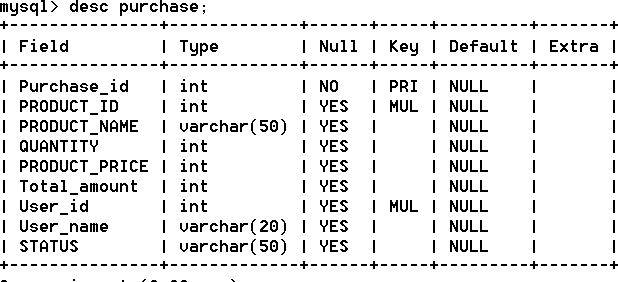 mysql> desc purchase;
+---------------+-------------+------+-----+---------+-------+
| Field | Type | Null | Key | Default | Extra |
+---------------+-------------+------+-----+---------+-------+
| Purchase_id | int | NO | PRI | NULL | |
| PRODUCT_ID | int | YES | MUL | NULL | |
| PRODUCT_NAME | varchar(50) | YES | | NULL | |
| QUANTITY | int | YES | | NULL | |
| PRODUCT_PRICE | int | YES | | NULL | |
| Total_amount | int | YES | | NULL | |
| User_id | int | YES | MUL | NULL | |
| User_name | varchar(20) | YES | | NULL | |
| STATUS | varchar(50) | YES | | NULL | |
+---------------+-------------+------+-----+---------+-------+